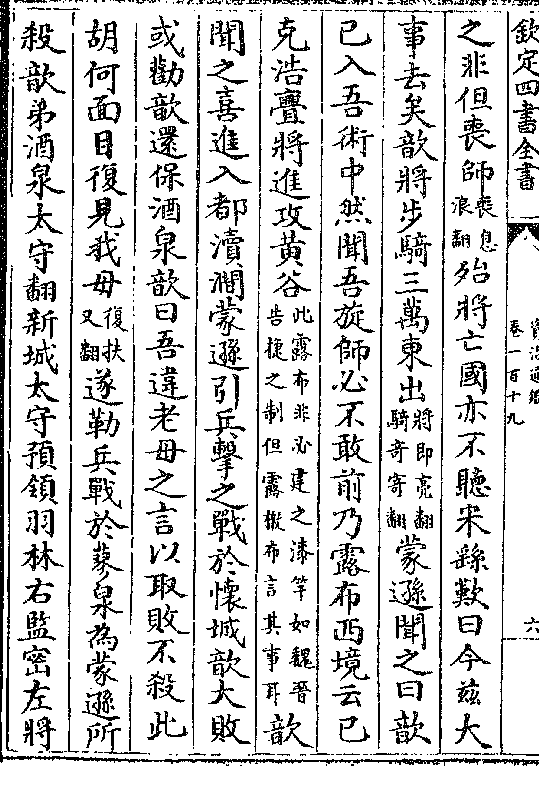 欽定四書全書
資治通鑑
卷一百十九
六
之非但喪師喪息浪翻殆將亡國亦不聽宋繇歎曰今茲大
事去矣歆將步騎三萬東出將即亮翻騎奇寄翻蒙遜聞之曰歆
已入吾術中然聞吾旋師必不敢前乃露布西境云已
克浩亹將進攻黃谷此露布非必建之漆竿如魏晉告捷之制但露檄布言其事耳歆
聞之喜進入都瀆澗蒙遜引兵擊之戰於懷城歆大敗
或勸歆還保酒泉歆曰吾違老母之言以取敗不殺此
胡何面目復見我母復扶又翻遂勒兵戰於蓼泉為蒙遜所
殺歆弟酒泉太守翻新城太守預領羽林右監密左將